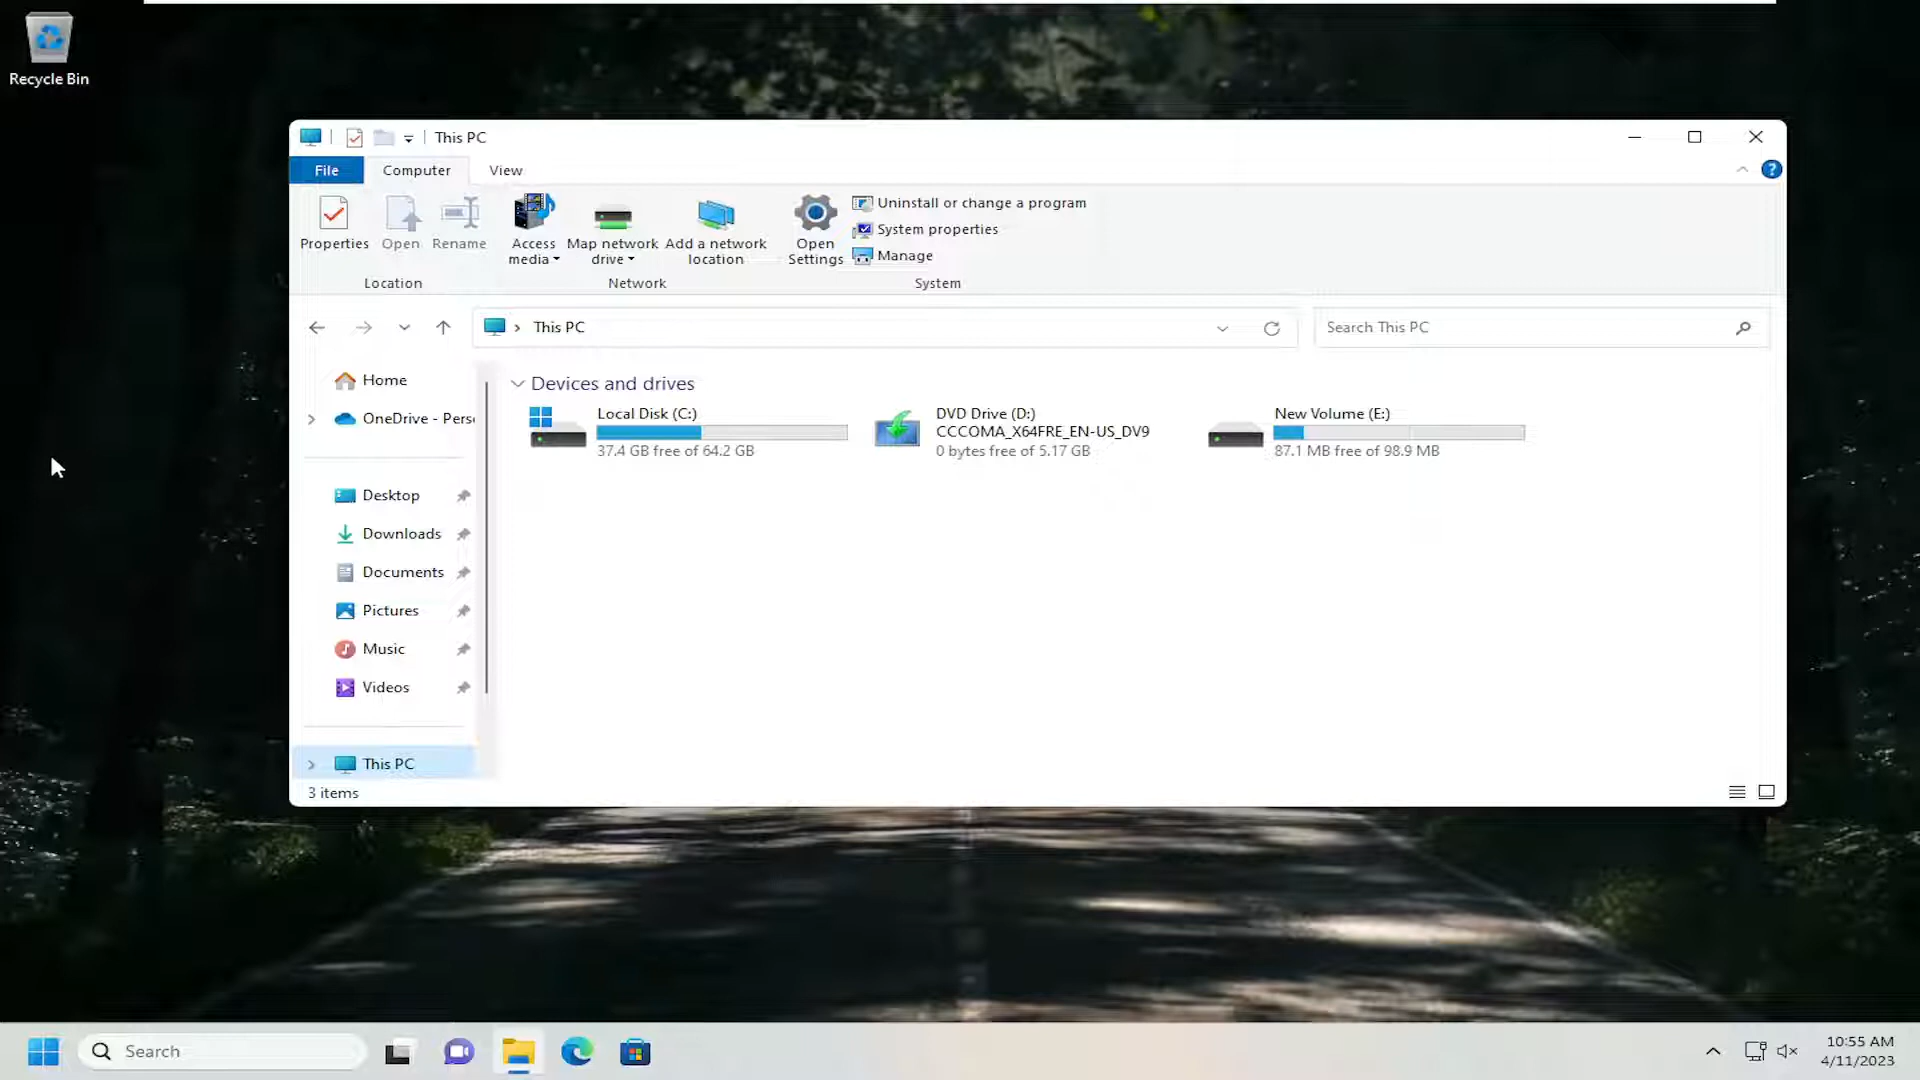 Recycle Bin
This PC
File
Computer
View
Properties
Open
Rename
Access
media
Map network
drive
Add a network
location
Open
Settings
Uninstall or change a program
System properties
Manage
Location
Network
System
This PC
Search This PC
Home
OneDrive - Pers
Desktop
Downloads
Documents
Pictures
Music
Videos
This PC
Devices and drives
Local Disk (C:)
37.4 GB free of 64.2 GB
DVD Drive (D:)
CCCOMA_X64FRE_EN-US_DV9
0 bytes free of 5.17 GB
New Volume (E:)
87.1 MB free of 98.9 MB
3 items
Search
10:55 AM
4/11/2023